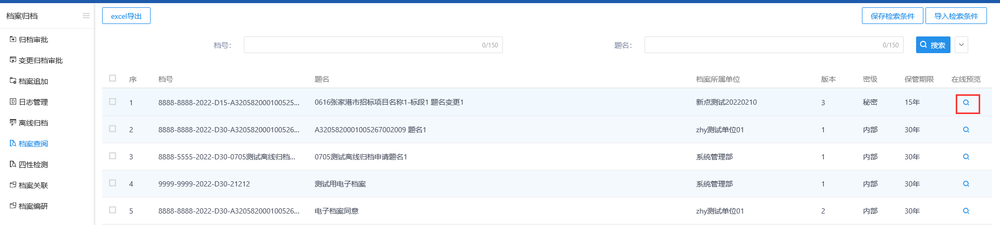 档案归档
归档审批
变更归档审批
档案追加
日志管理
离线归档
档案查阅
四性检测
档案关联
档案编研
excel导出
保存检索条件 导入检索条件
档号： 0/150 题名： 0/150 搜索
序 档号 题名 档案所属单位 版本 密级 保管期限 在线预览
1 8888-8888-2022-D15-A320582000100525... 0616张家港市招标项目名称1-标段1 题名变更1 新点测试20220210 3 秘密 15年
2 8888-8888-2022-D30-A320582000100526... A3205820001005267002009 题名1 zhy测试单位01 1 内部 30年
3 8888-5555-2022-D30-0705测试离线归档... 0705测试离线归档申请题名1 系统管理部 1 内部 30年
4 9999-9999-2022-D30-21212 测试用电子档案 系统管理部 1 内部 30年
5 8888-8888-2022-D30-A320582000100526... 电子档案同意 zhy测试单位01 2 内部 30年